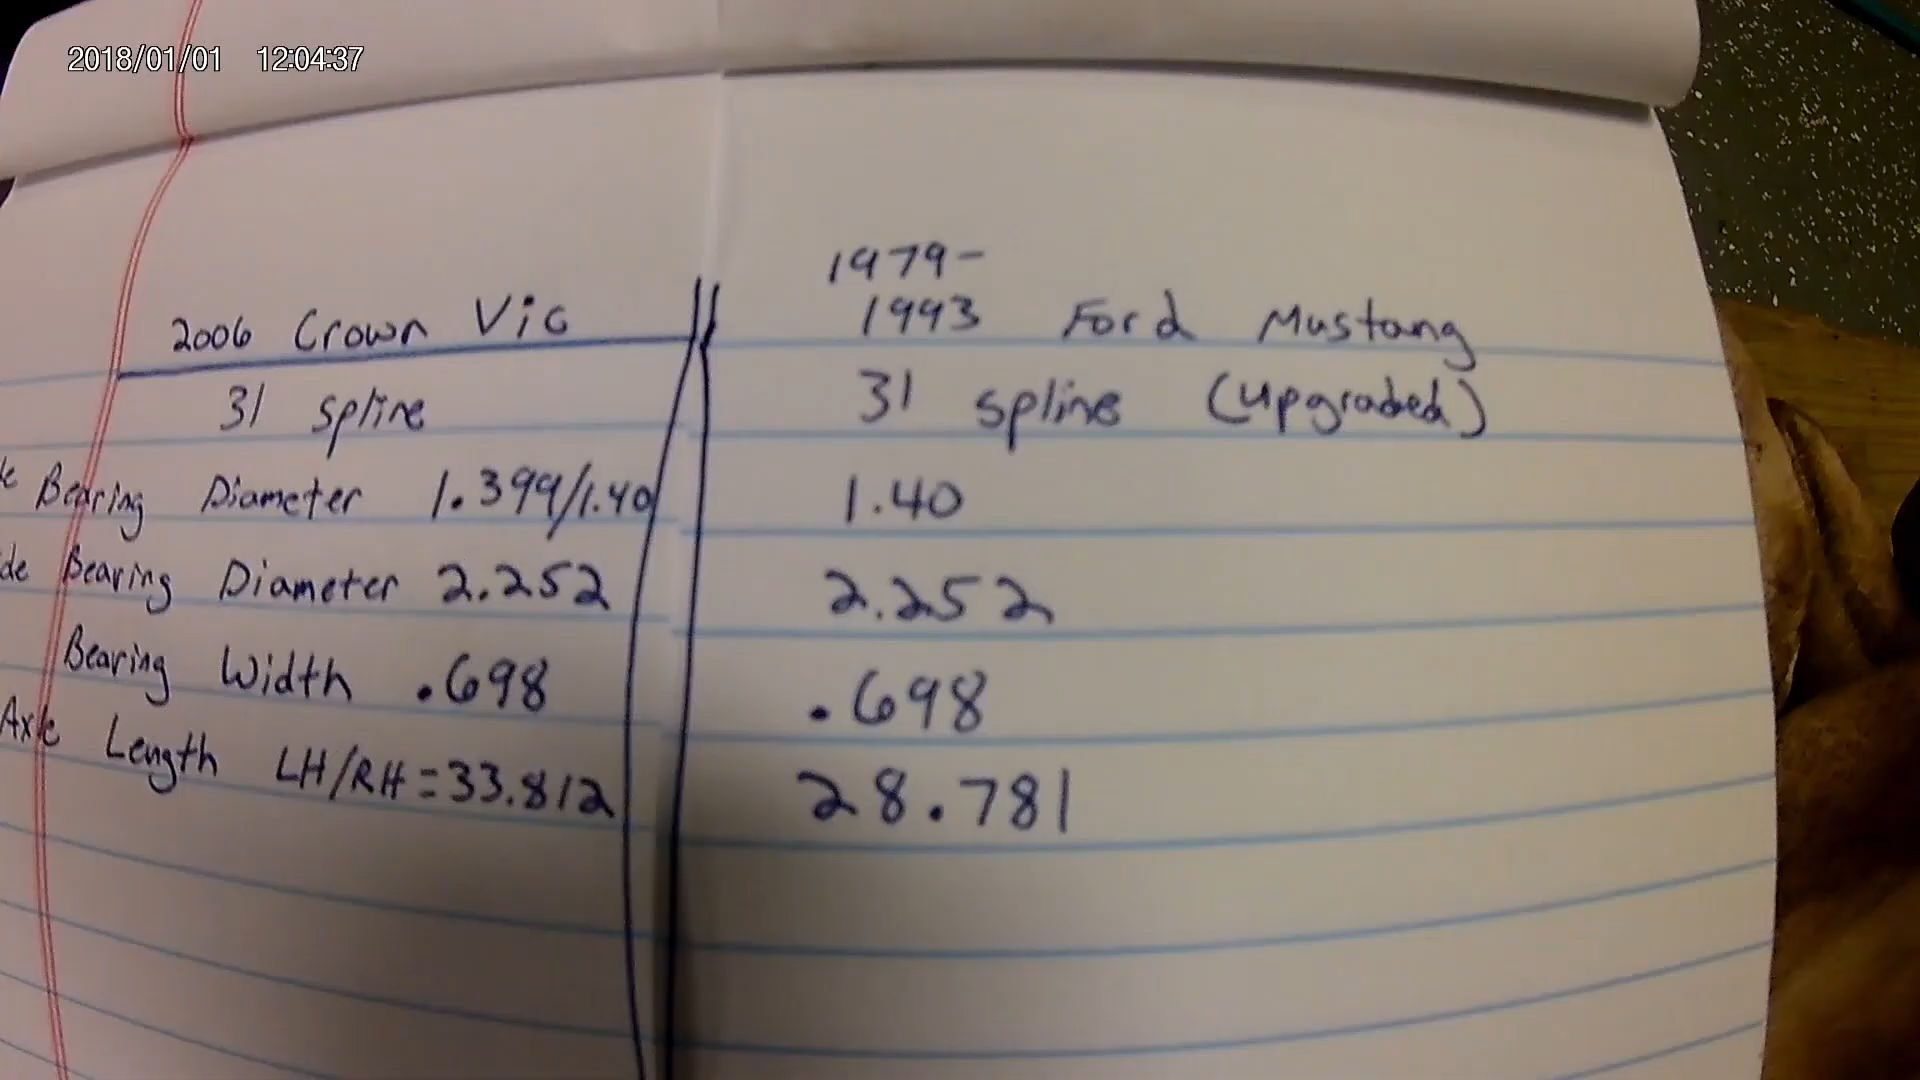 2018/01/01 12:04:37
1979-
2006 Crown Vic 1993 Ford Mustang
31 spline 31 spline (upgraded)
Bearing Diameter 1.399/1.40 1.40
Bearing Diameter 2.252 2.252
Bearing Width .698 .698
Axle Length LH/RH=33.812 28.781